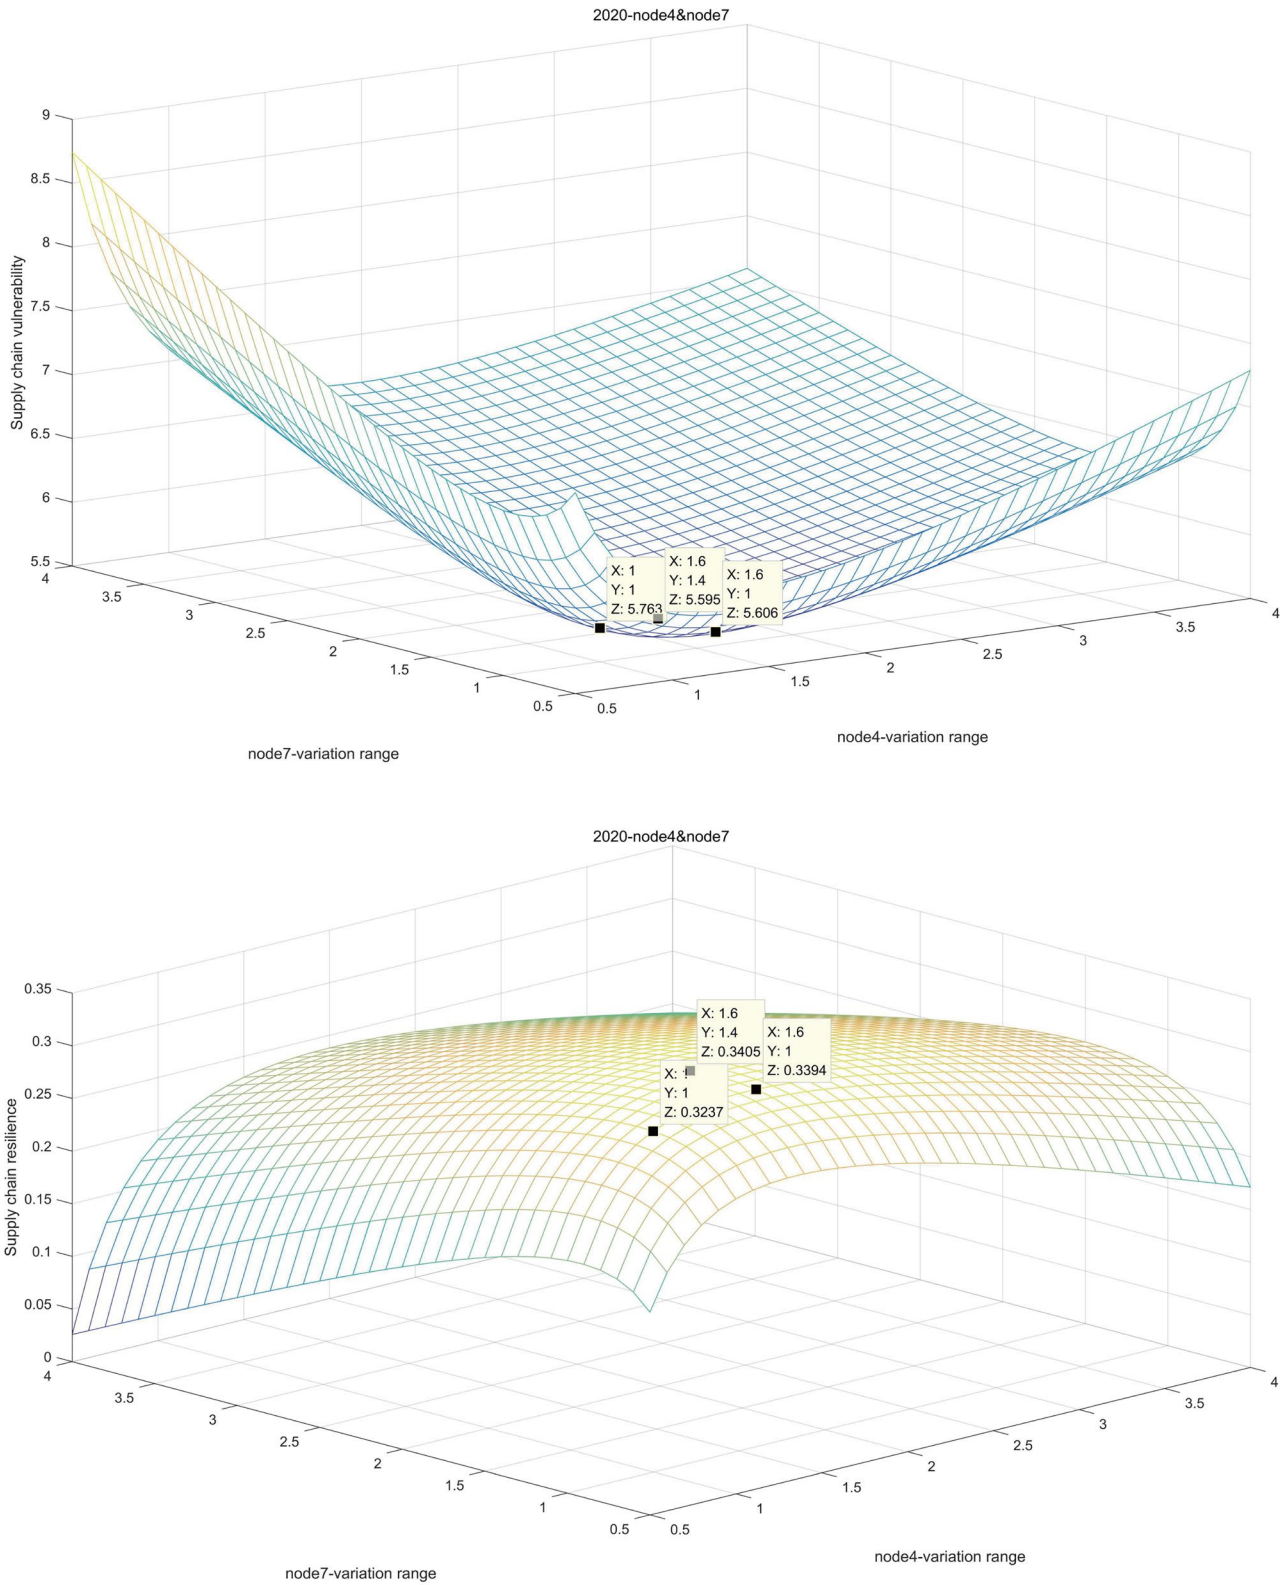 2020-node4&node7
9
8.5
8
7.5
7
6.5
6
5.5
Supply chain vulnerability
4
3.5
3
2.5
2
1.5
1
0.5
0.5
1
1.5
2
2.5
3
3.5
4
X: 1
Y: 1
Z: 5.763
X: 1.6
Y: 1.4
Z: 5.595
X: 1.6
Y: 1
Z: 5.606
node7-variation range
node4-variation range
2020-node4&node7
0.35
0.3
0.25
0.2
0.15
0.1
0.05
0
Supply chain resilience
4
3.5
3
2.5
2
1.5
1
0.5
0.5
1
1.5
2
2.5
3
3.5
4
X: 1.6
Y: 1.4
Z: 0.3405
X: 1.6
Y: 1
Z: 0.3394
X: 1
Y: 1
Z: 0.3237
node7-variation range
node4-variation range